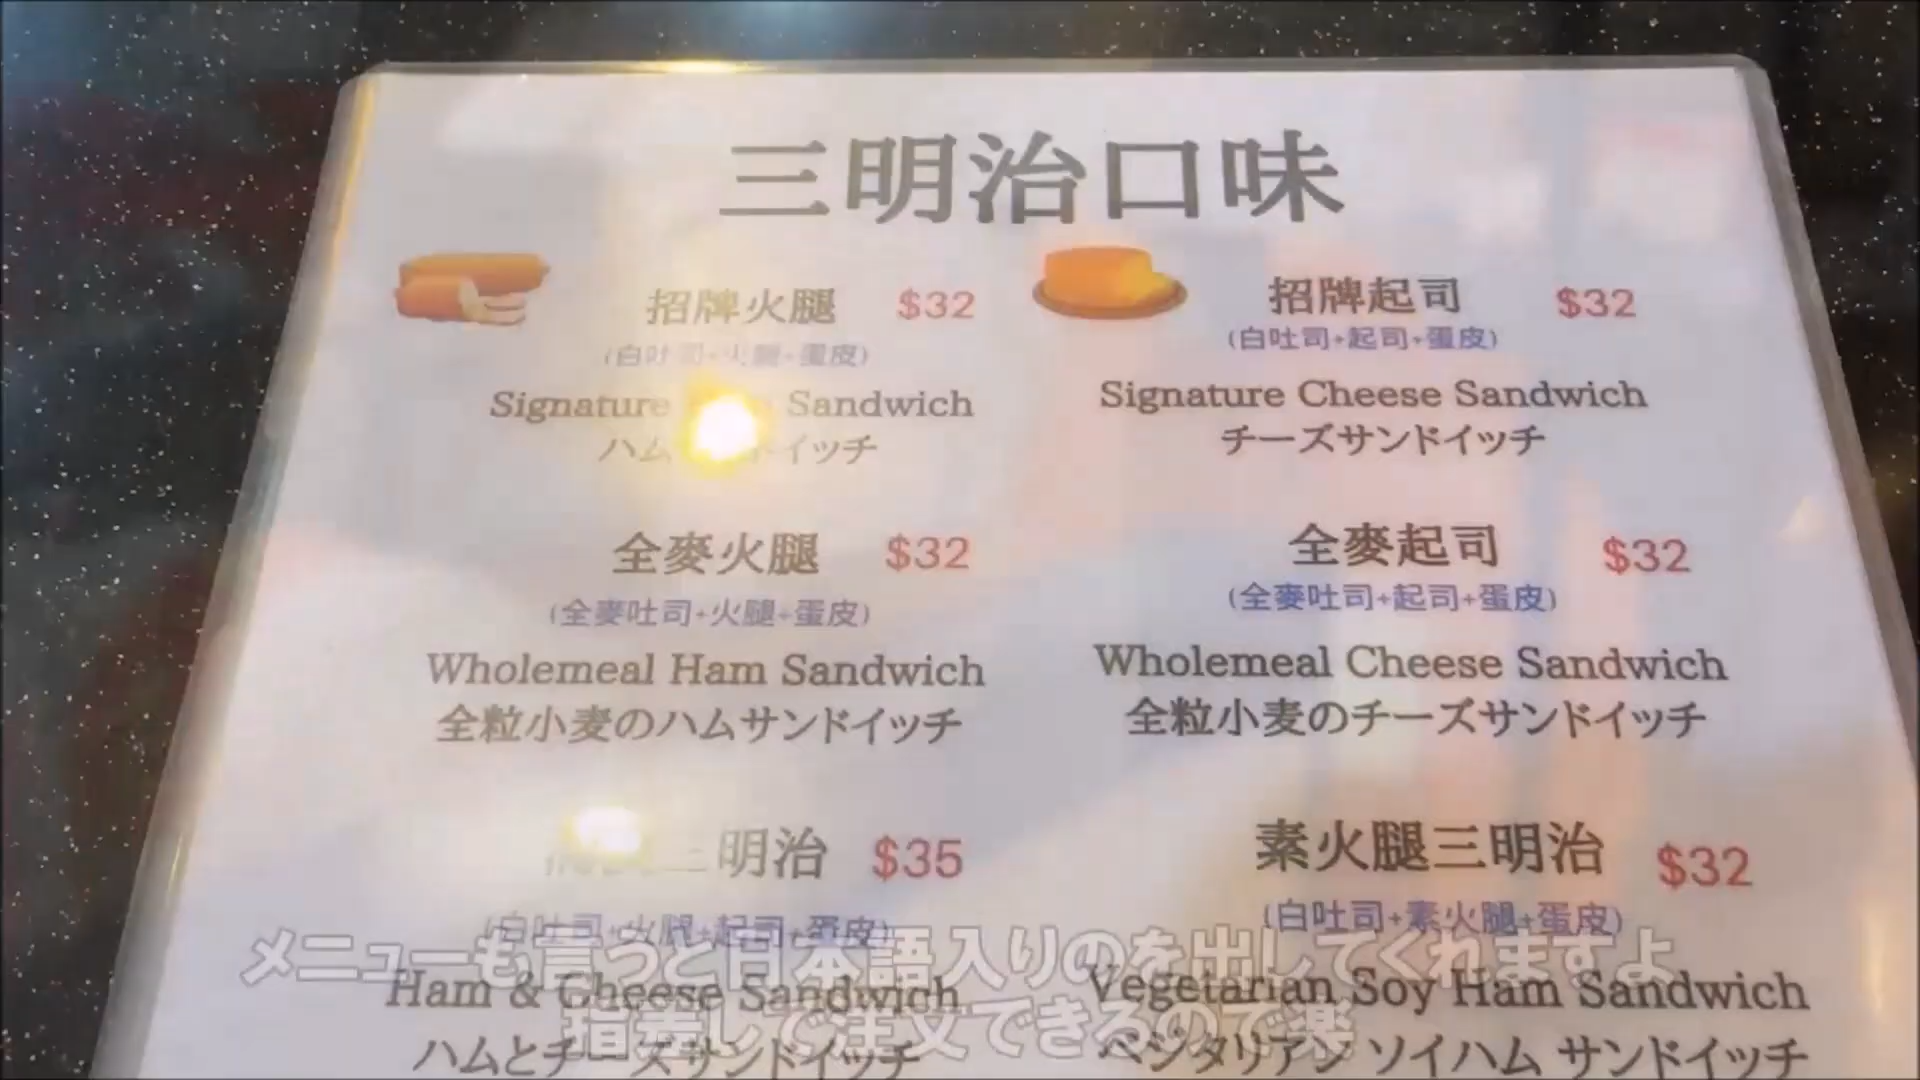 三明治口味
招牌火腿 $32
(白吐司+火腿+蛋皮)
Signature Sandwich
ハム イッチ
招牌起司 $32
(白吐司+起司+蛋皮)
Signature Cheese Sandwich
チーズサンドイッチ
全麥火腿 $32
(全麥吐司+火腿+蛋皮)
Wholemeal Ham Sandwich
全粒小麦のハムサンドイッチ
全麥起司 $32
(全麥吐司+起司+蛋皮)
Wholemeal Cheese Sandwich
全粒小麦のチーズサンドイッチ
三明治 $35
(白吐司+火腿+起司+蛋皮)
Ham & Cheese Sandwich
ハムとチーズサンドイッチ
素火腿三明治 $32
(白吐司+素火腿+蛋皮)
Vegetarian Soy Ham Sandwich
ベジタリアン ソイハム サンドイッチ
メニューも言うと日本語入りのを出してくれますよ
指差しで注文できるので楽